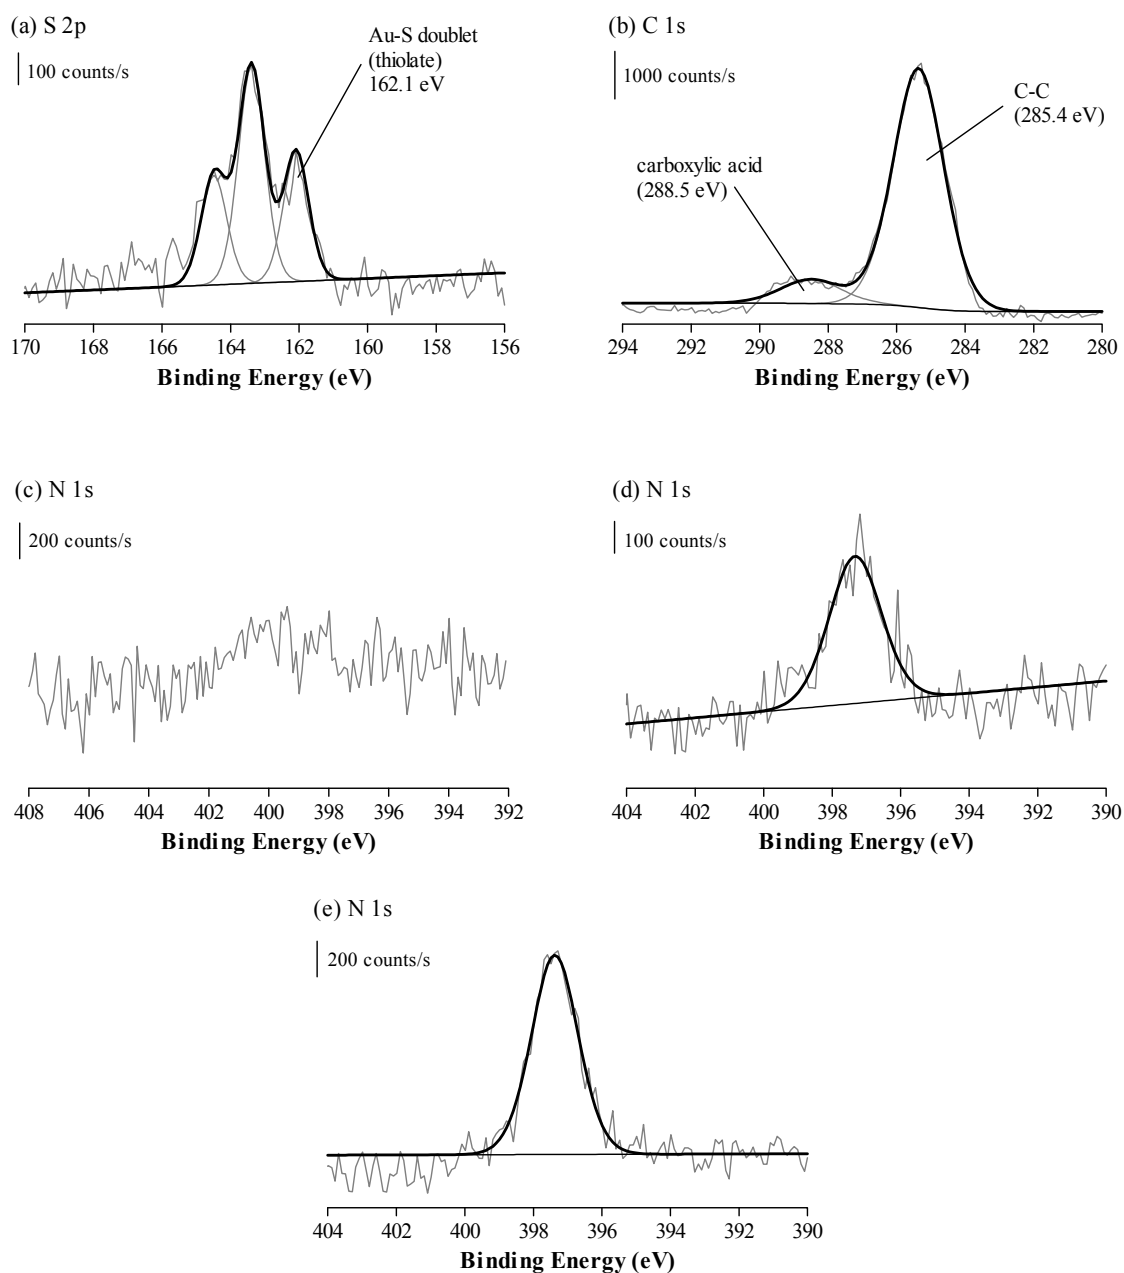 (a) S 2p
100 counts/s
Au-S doublet
(thiolate)
162.1 eV
170 168 166 164 162 160 158 156
Binding Energy (eV)
(b) C 1s
1000 counts/s
C-C
(285.4 eV)
carboxylic acid
(288.5 eV)
294 292 290 288 286 284 282 280
Binding Energy (eV)
(c) N 1s
200 counts/s
408 406 404 402 400 398 396 394 392
Binding Energy (eV)
(d) N 1s
100 counts/s
404 402 400 398 396 394 392 390
Binding Energy (eV)
(e) N 1s
200 counts/s
404 402 400 398 396 394 392 390
Binding Energy (eV)